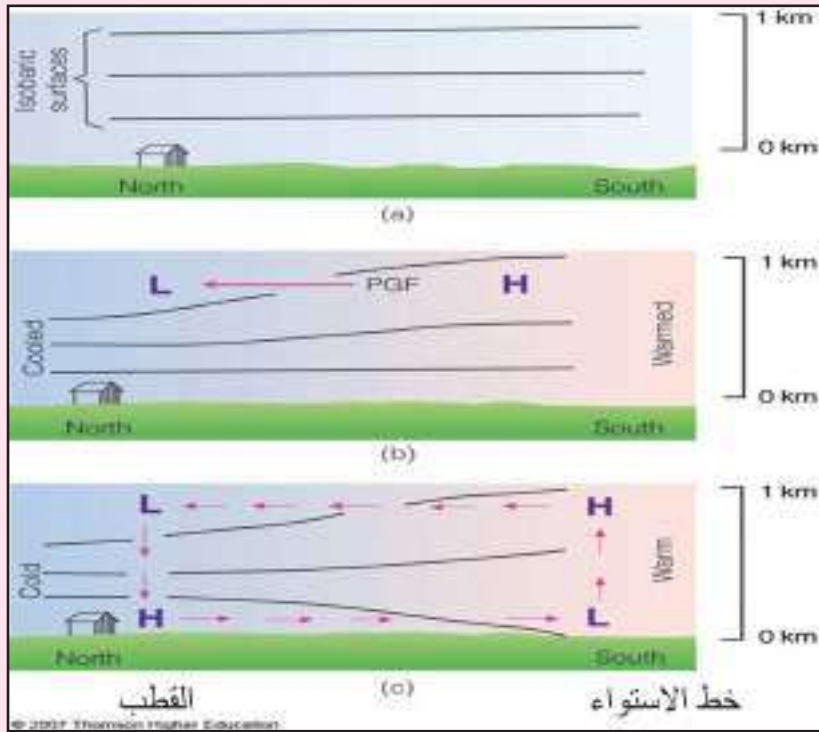 1 km
Isobaric surfaces
0 km
North South
(a)
1 km
L PGF H
Cooled Warmed
0 km
North South
(b)
1 km
L H
Cold Warm
H L
0 km
North South
القطب (c) خط الاستواء
© 2007 Thomson Higher Education